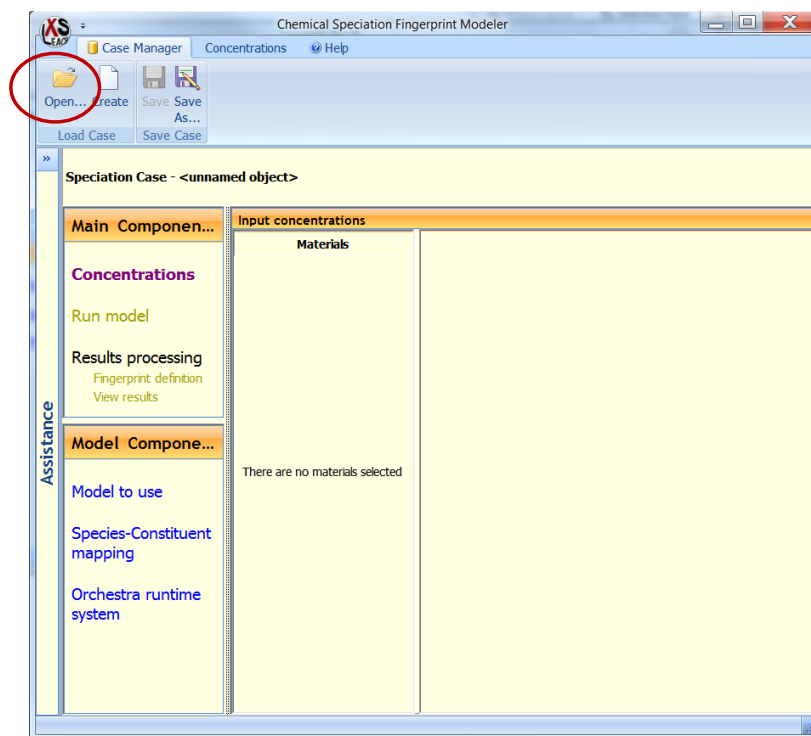 XS
LEACH
Chemical Speciation Fingerprint Modeler
Case Manager
Concentrations
Help
Open...
Create
Save
Save As...
Load Case
Save Case
»
Speciation Case - <unnamed object>
Assistance
Main Componen...
Concentrations
Run model
Results processing
Fingerprint definition
View results
Model Compone...
Model to use
Species-Constituent
mapping
Orchestra runtime
system
Input concentrations
Materials
There are no materials selected